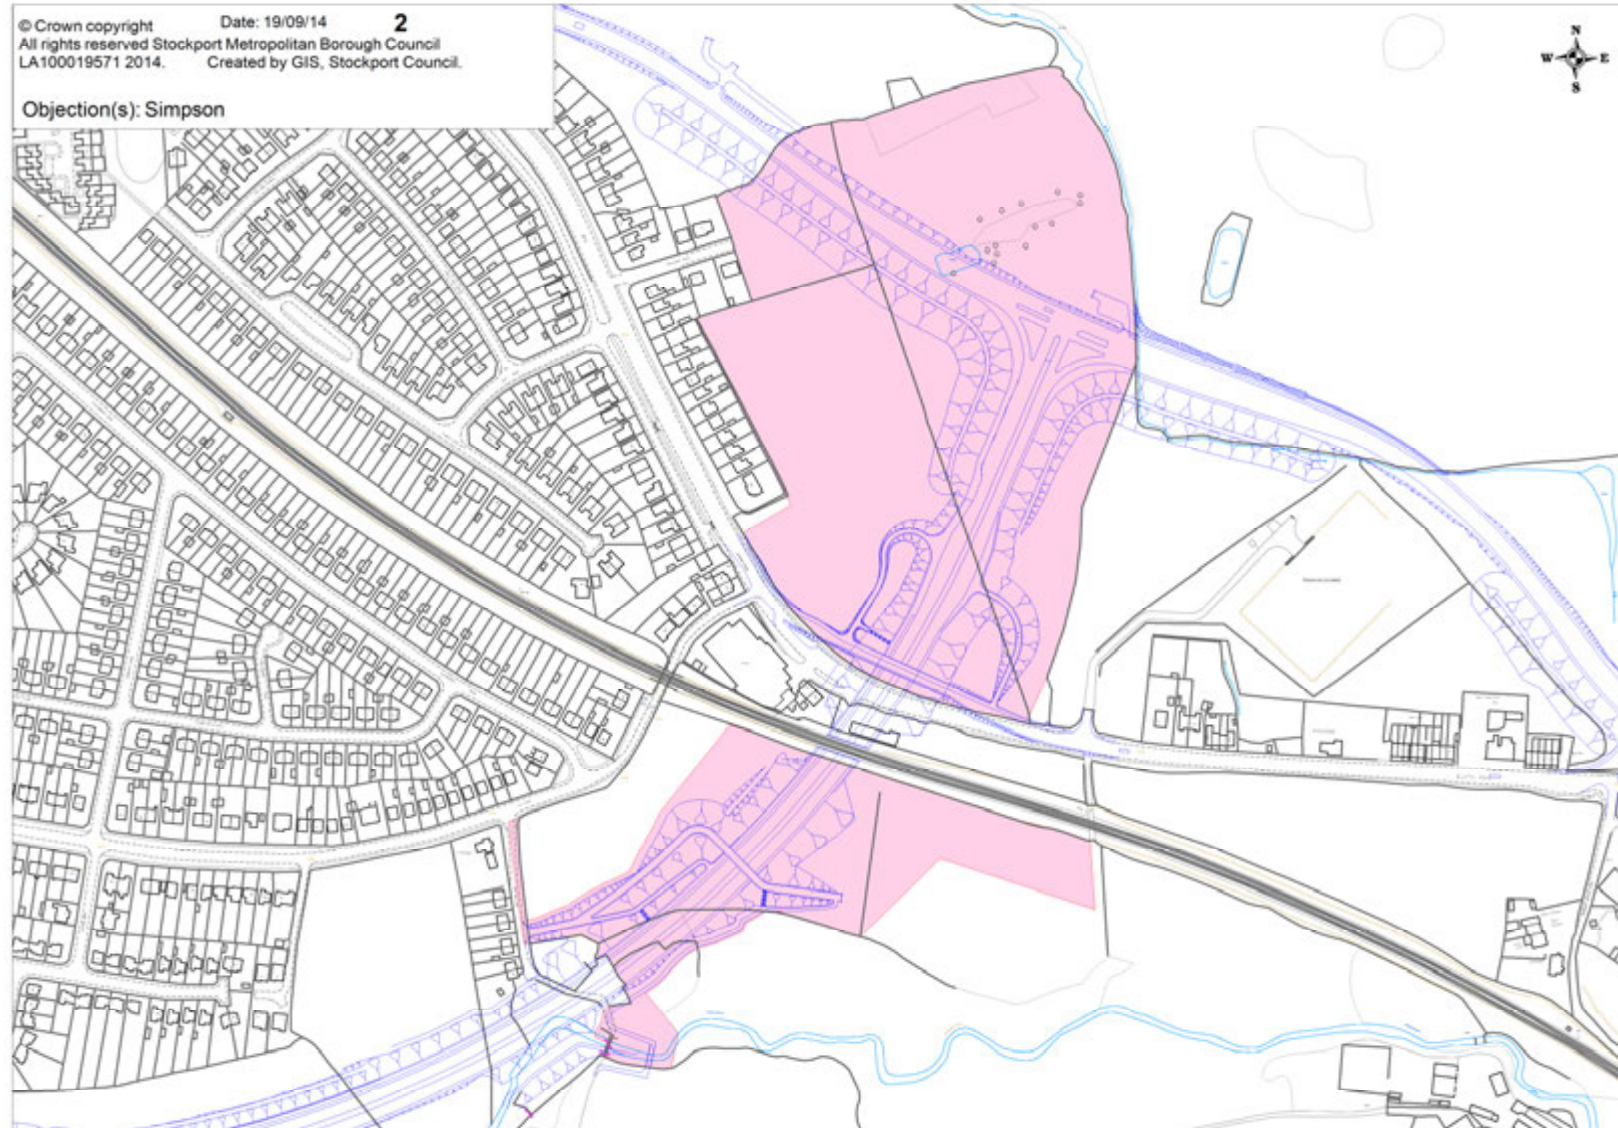 © Crown copyright Date: 19/09/14 2
All rights reserved Stockport Metropolitan Borough Council
LA100019571 2014. Created by GIS, Stockport Council.
Objection(s): Simpson
N
W E
S